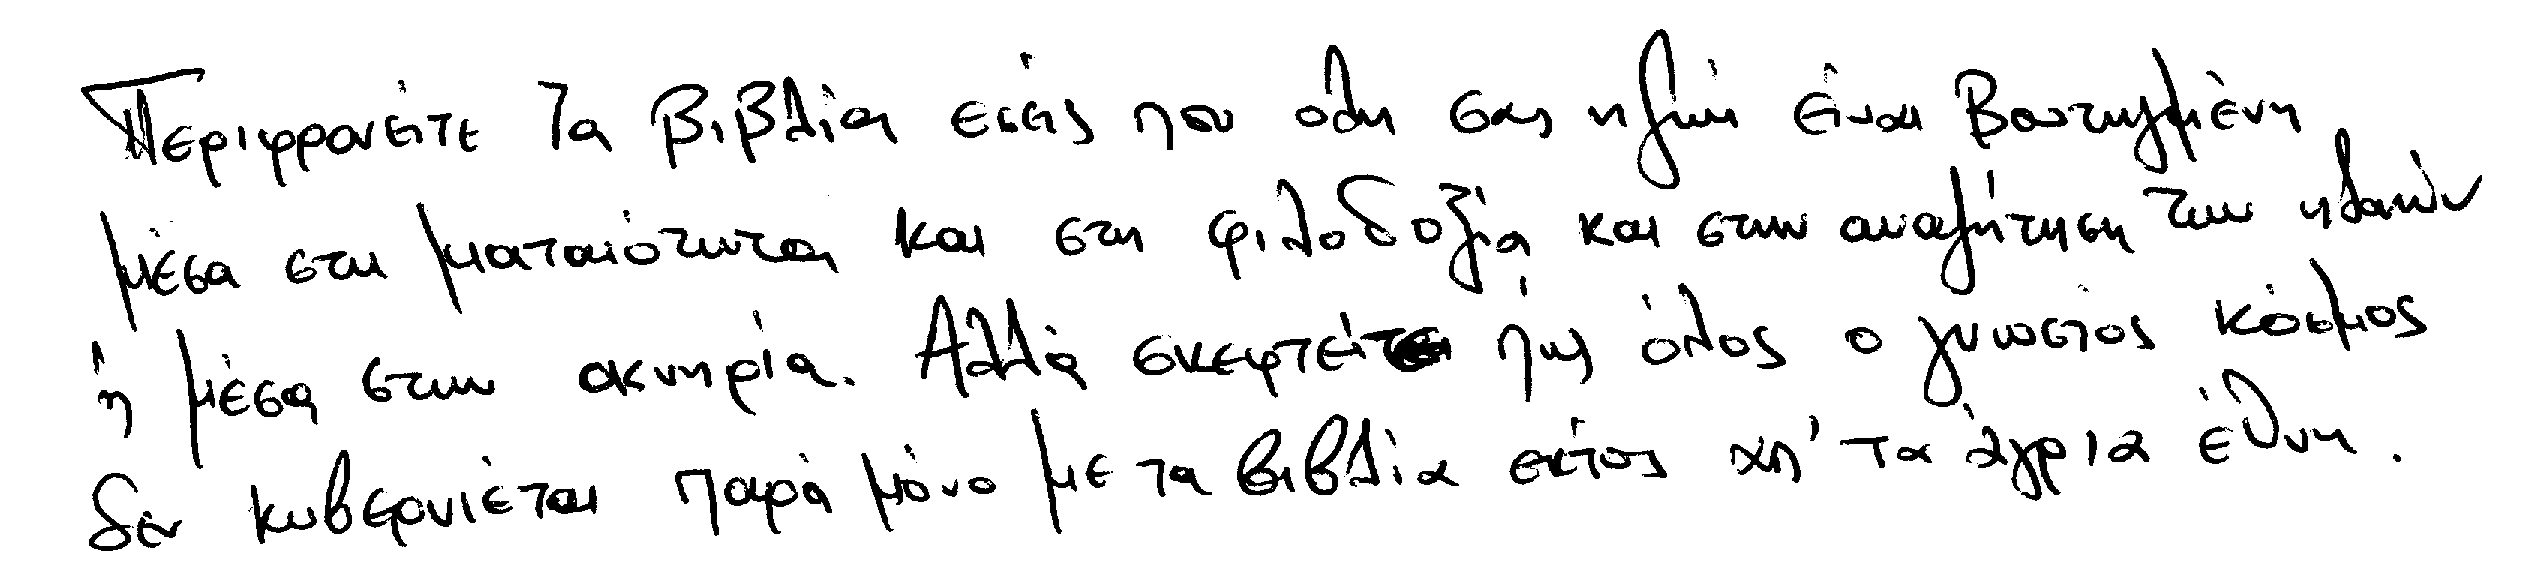 Περιφρονείτε τα βιβλία εσείς που όλη σας η ζωή είναι βουτηγμένη
μέσα στη ματαιότητα και στη φιλοδοξία και στην αναζήτηση των ηδονών
ή μέσα στην οκνηρία. Αλλά σκεφτείτε πώς όλος ο γνωστός κόσμος
δεν κυβερνιέται παρά μόνο με τα βιβλία εκτός απ' τα άγρια έθνη.